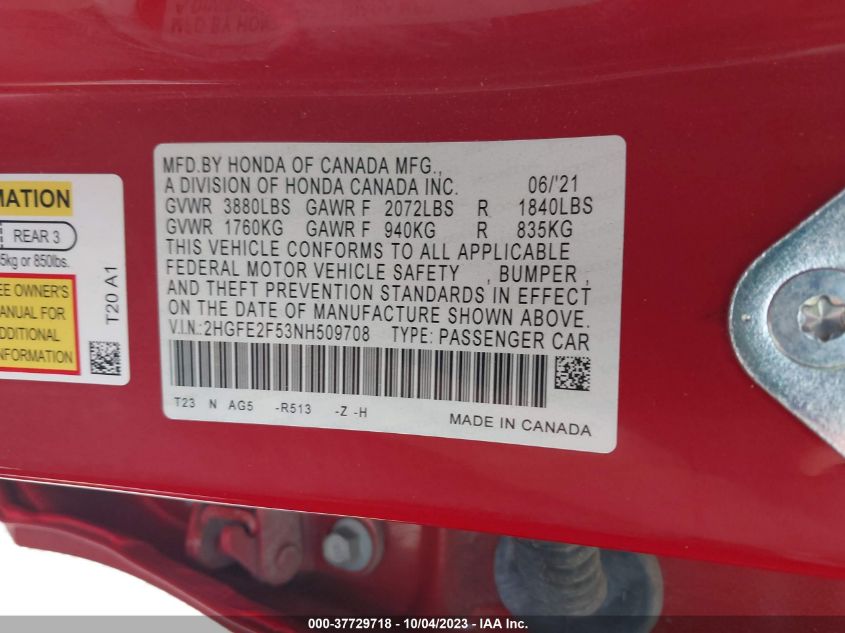 MATION
REAR 3
5kg or 850lbs.
EE OWNER'S
ANUAL FOR
DDITIONAL
NFORMATION
T20 A1
MFD.BY HONDA OF CANADA MFG.,
A DIVISION OF HONDA CANADA INC. 06/'21
GVWR 3880LBS GAWR F 2072LBS R 1840LBS
GVWR 1760KG GAWR F 940KG R 835KG
THIS VEHICLE CONFORMS TO ALL APPLICABLE
FEDERAL MOTOR VEHICLE SAFETY , BUMPER ,
AND THEFT PREVENTION STANDARDS IN EFFECT
ON THE DATE OF MANUFACTURE SHOWN ABOVE.
V.I.N.: 2HGFE2F53NH509708 TYPE: PASSENGER CAR
T23 N AG5 -R513 -Z -H
MADE IN CANADA
000-37729718 - 10/04/2023 - IAA Inc.